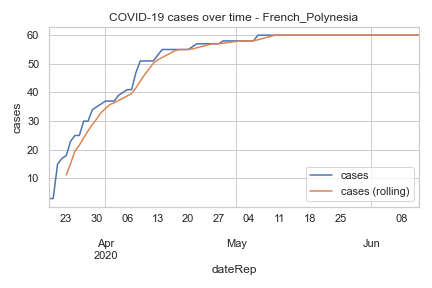 COVID-19 cases over time - French_Polynesia
cases
60
50
40
30
20
10
cases
cases (rolling)
23 30 06 13 20 27 04 11 18 25 08
Apr May Jun
2020
dateRep